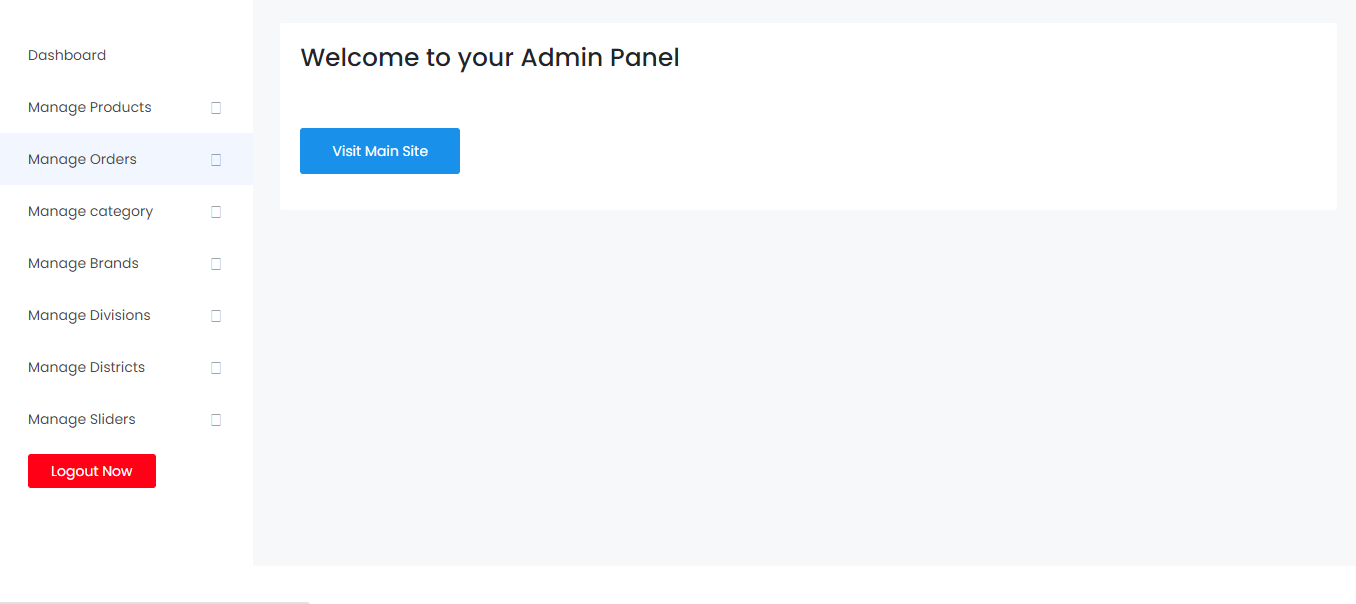 Dashboard
Manage Products
Manage Orders
Manage category
Manage Brands
Manage Divisions
Manage Districts
Manage Sliders
Logout Now
Welcome to your Admin Panel
Visit Main Site